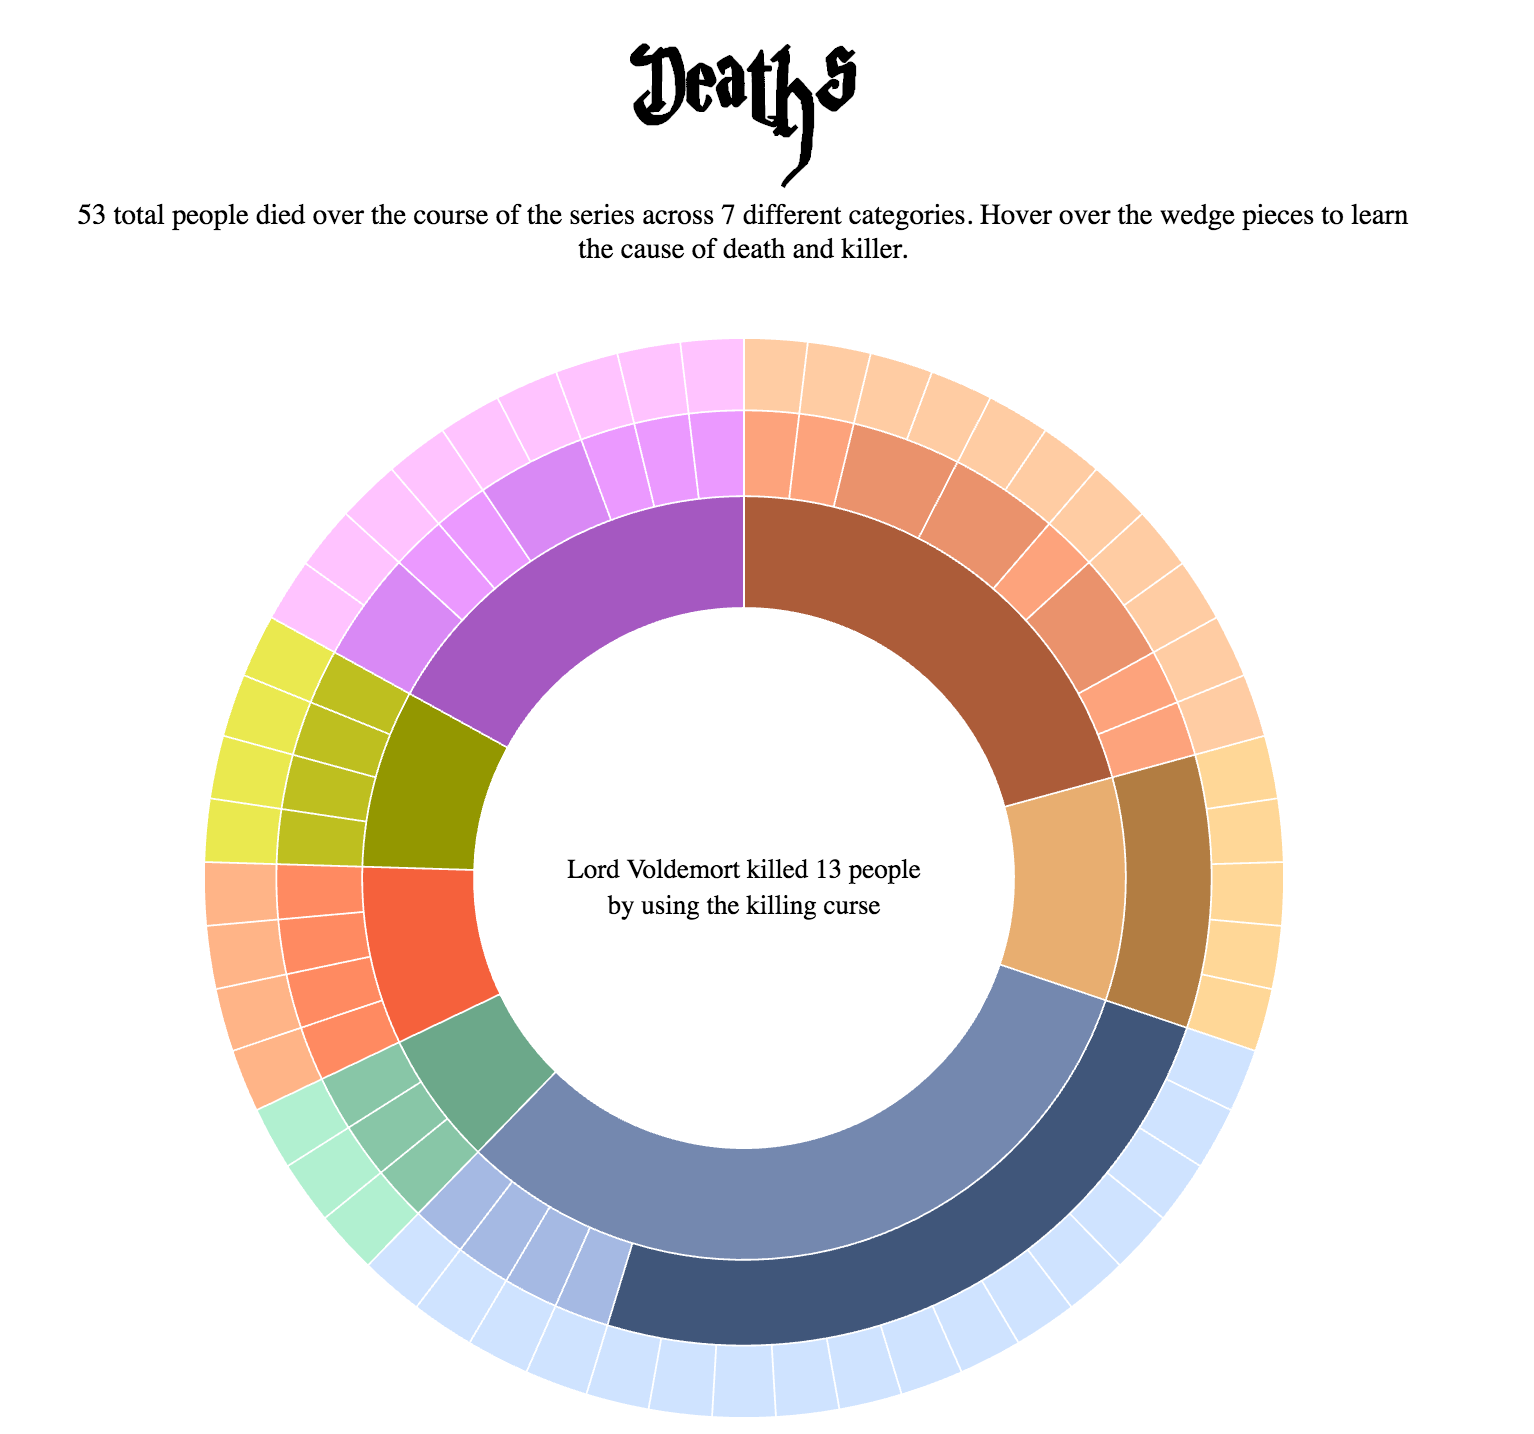 Deaths
53 total people died over the course of the series across 7 different categories. Hover over the wedge pieces to learn
the cause of death and killer.
Lord Voldemort killed 13 people
by using the killing curse